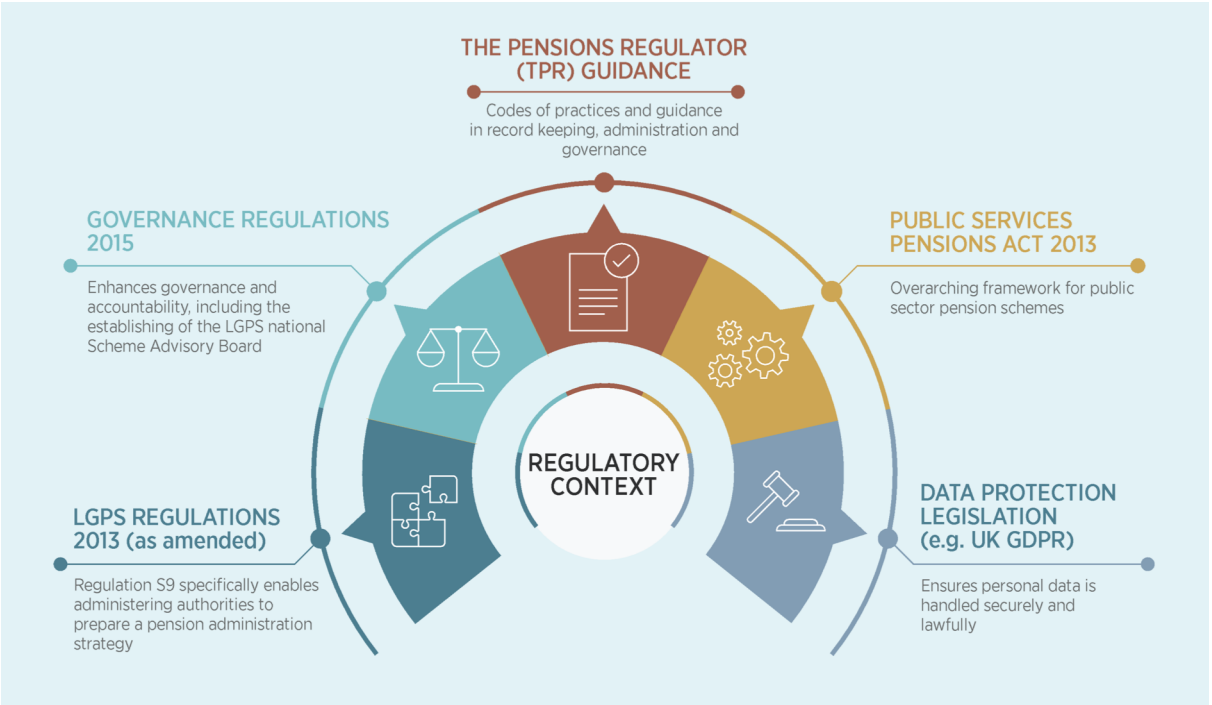 THE PENSIONS REGULATOR
(TPR) GUIDANCE
Codes of practices and guidance
in record keeping, administration and
governance
GOVERNANCE REGULATIONS
2015
Enhances governance and
accountability, including the
establishing of the LGPS national
Scheme Advisory Board
PUBLIC SERVICES
PENSIONS ACT 2013
Overarching framework for public
sector pension schemes
LGPS REGULATIONS
2013 (as amended)
Regulation S9 specifically enables
administering authorities to
prepare a pension administration
strategy
REGULATORY
CONTEXT
DATA PROTECTION
LEGISLATION
(e.g. UK GDPR)
Ensures personal data is
handled securely and
lawfully